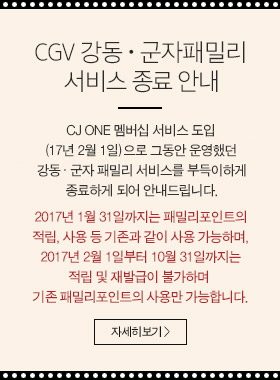 CGV 강동·군자패밀리
서비스 종료 안내
CJ ONE 멤버십 서비스 도입
(17년 2월 1일)으로 그동안 운영했던
강동·군자 패밀리 서비스를 부득이하게
종료하게 되어 안내드립니다.
2017년 1월 31일까지는 패밀리포인트의
적립, 사용 등 기존과 같이 사용 가능하며,
2017년 2월 1일부터 10월 31일까지는
적립 및 재발급이 불가하며
기존 패밀리포인트의 사용만 가능합니다.
자세히보기 >